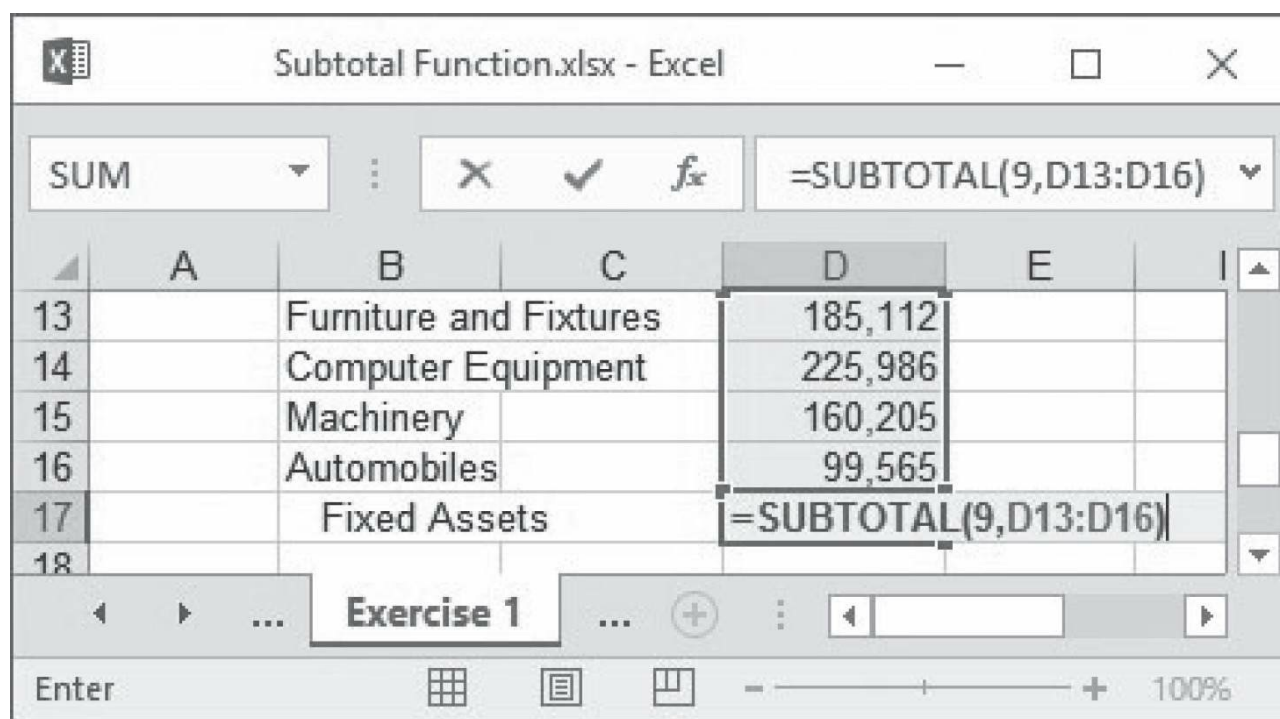 Subtotal Function.xlsx - Excel
SUM fx =SUBTOTAL(9,D13:D16)
A B C D E
13 Furniture and Fixtures 185,112
14 Computer Equipment 225,986
15 Machinery 160,205
16 Automobiles 99,565
17 Fixed Assets =SUBTOTAL(9,D13:D16)
18
... Exercise 1 ...
Enter 100%